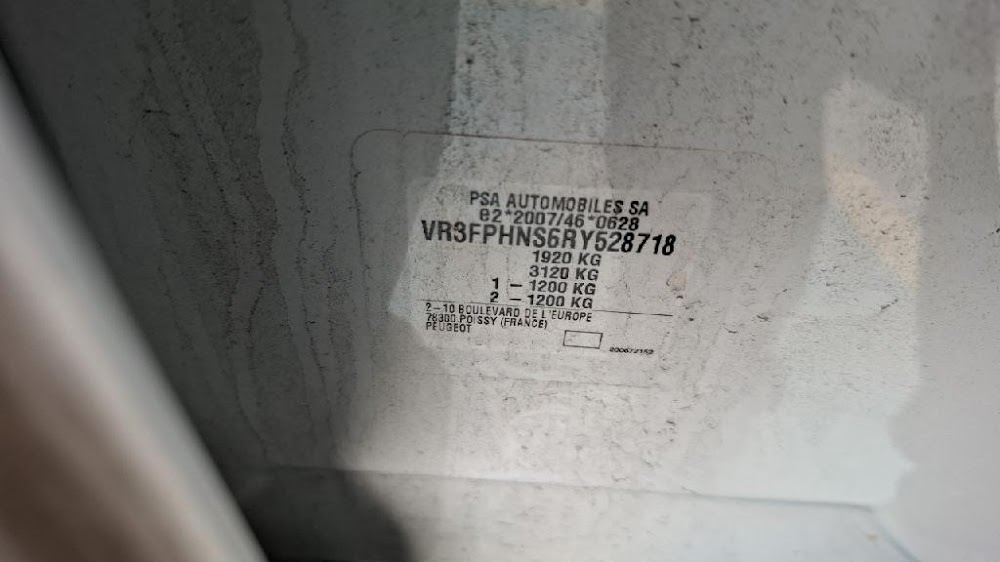 PSA AUTOMOBILES SA
e2*2007/46*0628
VR3FPHNS6RY528718
1920 KG
3120 KG
1 – 1200 KG
2 – 1200 KG
2–10 BOULEVARD DE L'EUROPE
78300 POISSY (FRANCE)
PEUGEOT